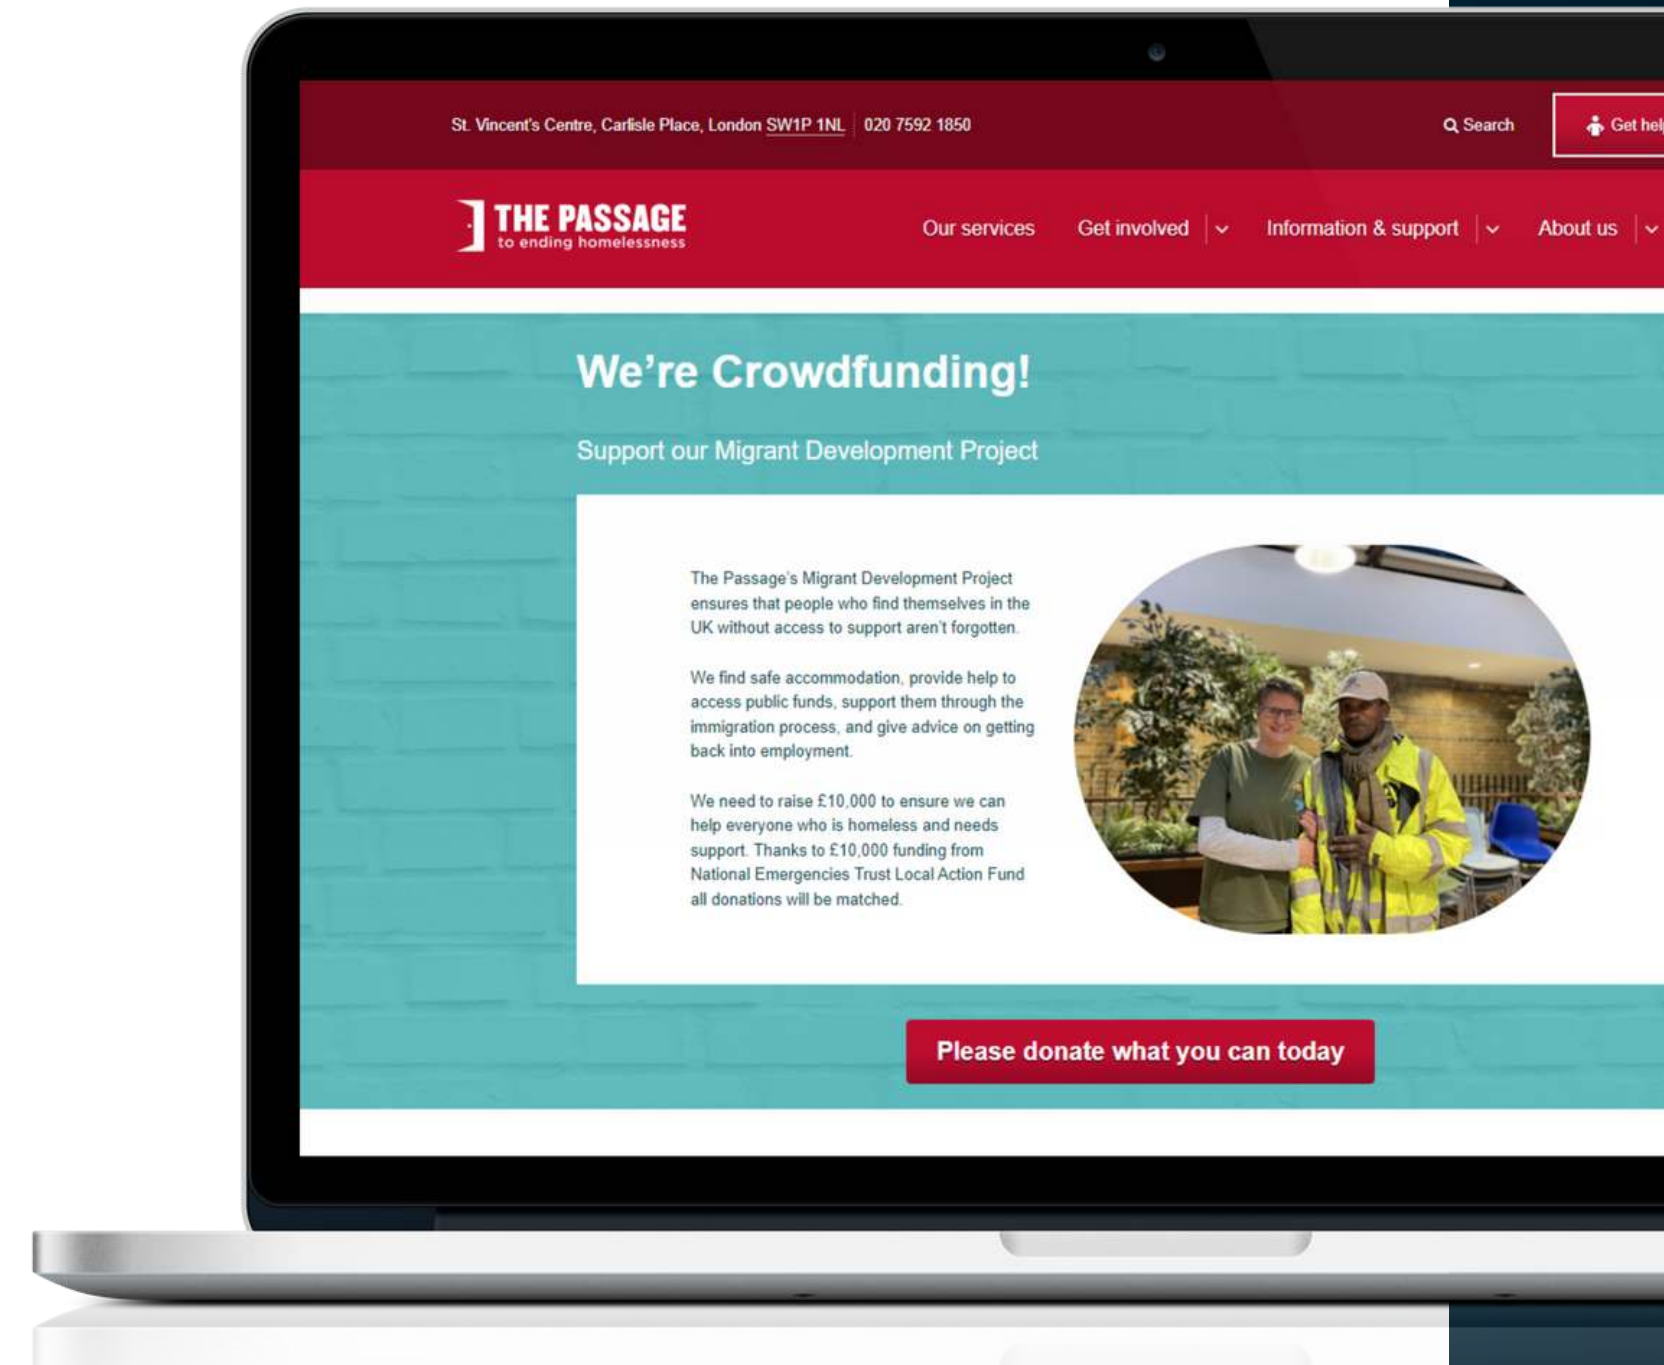 St. Vincent's Centre, Carlisle Place, London SW1P 1NL 020 7592 1850
Search
Get help
THE PASSAGE
to ending homelessness
Our services
Get involved
Information & support
About us
We're Crowdfunding!
Support our Migrant Development Project
The Passage's Migrant Development Project
ensures that people who find themselves in the
UK without access to support aren't forgotten.
We find safe accommodation, provide help to
access public funds, support them through the
immigration process, and give advice on getting
back into employment.
We need to raise £10,000 to ensure we can
help everyone who is homeless and needs
support. Thanks to £10,000 funding from
National Emergencies Trust Local Action Fund
all donations will be matched.
Please donate what you can today